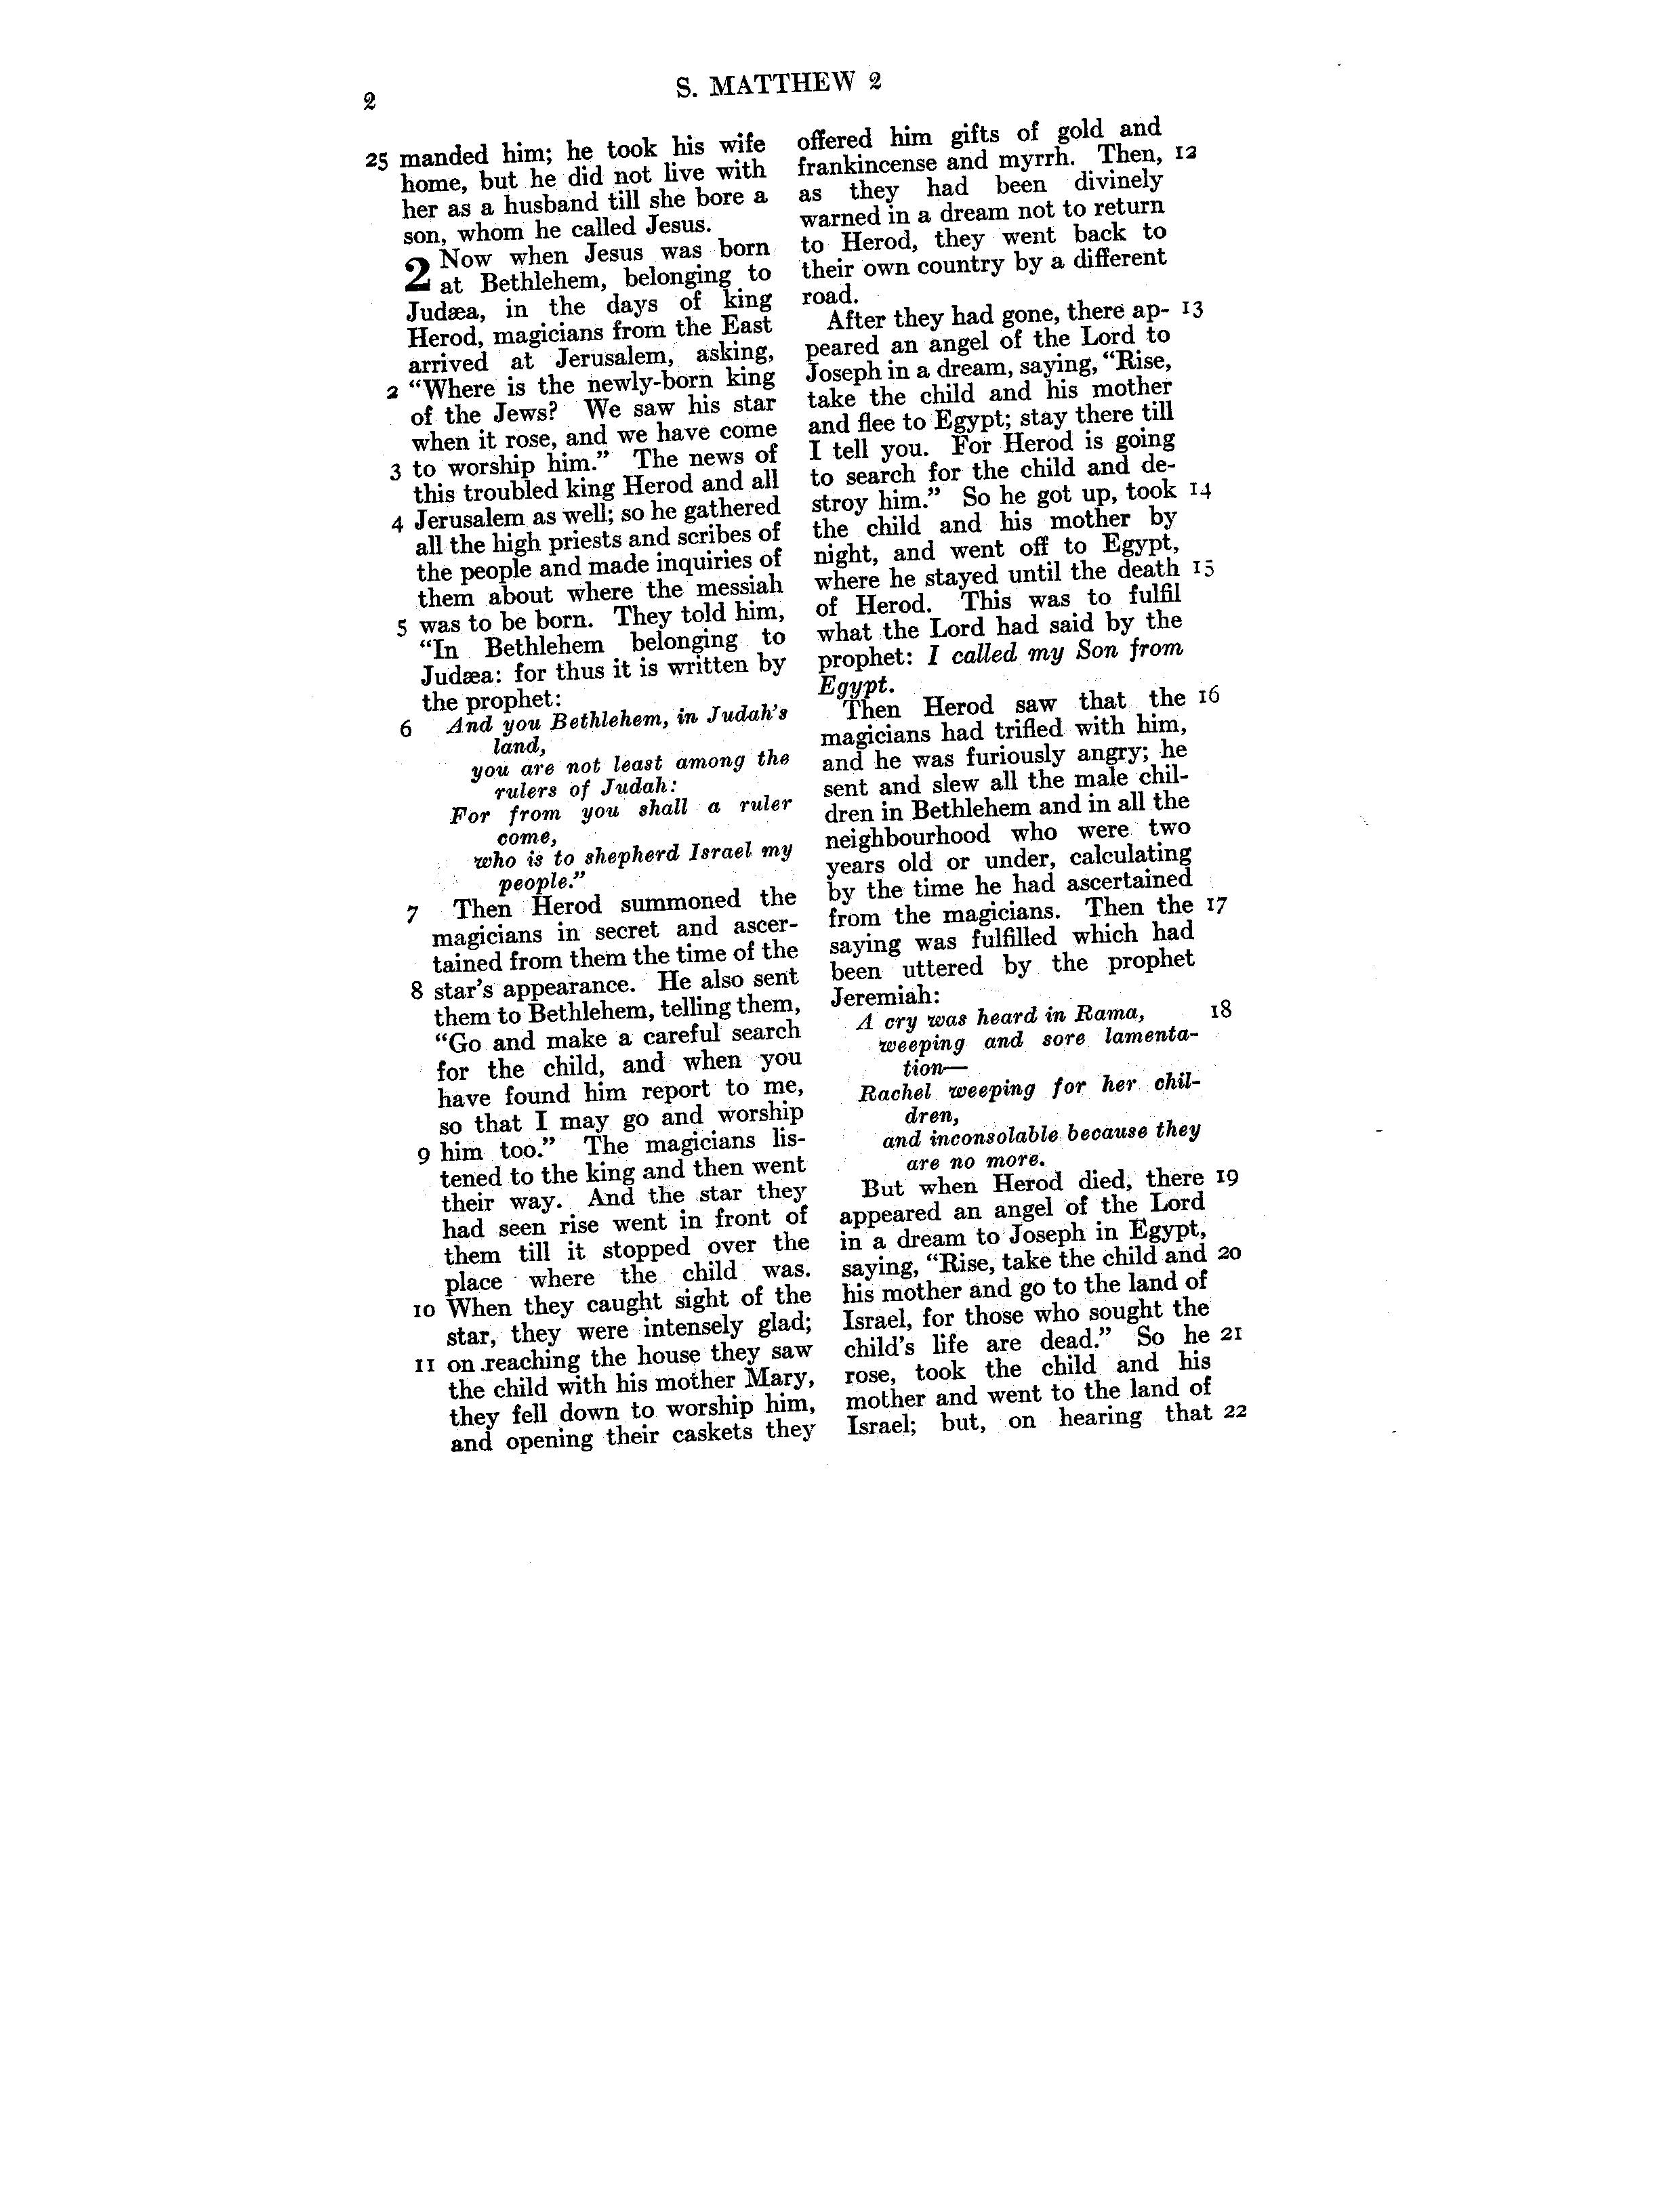 2
S. MATTHEW 2
25 manded him; he took his wife
home, but he did not live with
her as a husband till she bore a
son, whom he called Jesus.
2 Now when Jesus was born
at Bethlehem, belonging to
Judæa, in the days of king
Herod, magicians from the East
arrived at Jerusalem, asking,
2 “Where is the newly-born king
of the Jews? We saw his star
when it rose, and we have come
3 to worship him.” The news of
this troubled king Herod and all
4 Jerusalem as well; so he gathered
all the high priests and scribes of
the people and made inquiries of
them about where the messiah
5 was to be born. They told him,
“In Bethlehem belonging to
Judæa: for thus it is written by
the prophet:
6 And you Bethlehem, in Judah’s
land,
you are not least among the
rulers of Judah:
For from you shall a ruler
come,
who is to shepherd Israel my
people.”
7 Then Herod summoned the
magicians in secret and ascer-
tained from them the time of the
8 star’s appearance. He also sent
them to Bethlehem, telling them,
“Go and make a careful search
for the child, and when you
have found him report to me,
so that I may go and worship
9 him too.” The magicians lis-
tened to the king and then went
their way. And the star they
had seen rise went in front of
them till it stopped over the
place where the child was.
10 When they caught sight of the
star, they were intensely glad;
11 on reaching the house they saw
the child with his mother Mary,
they fell down to worship him,
and opening their caskets they
offered him gifts of gold and
frankincense and myrrh. Then, 12
as they had been divinely
warned in a dream not to return
to Herod, they went back to
their own country by a different
road.
After they had gone, there ap- 13
peared an angel of the Lord to
Joseph in a dream, saying, “Rise,
take the child and his mother
and flee to Egypt; stay there till
I tell you. For Herod is going
to search for the child and de-
stroy him.” So he got up, took 14
the child and his mother by
night, and went off to Egypt,
where he stayed until the death 15
of Herod. This was to fulfil
what the Lord had said by the
prophet: I called my Son from
Egypt.
Then Herod saw that the 16
magicians had trifled with him,
and he was furiously angry; he
sent and slew all the male chil-
dren in Bethlehem and in all the
neighbourhood who were two
years old or under, calculating
by the time he had ascertained
from the magicians. Then the 17
saying was fulfilled which had
been uttered by the prophet
Jeremiah:
A cry was heard in Rama, 18
weeping and sore lamenta-
tion—
Rachel weeping for her chil-
dren,
and inconsolable because they
are no more.
But when Herod died, there 19
appeared an angel of the Lord
in a dream to Joseph in Egypt,
saying, “Rise, take the child and 20
his mother and go to the land of
Israel, for those who sought the
child’s life are dead.” So he 21
rose, took the child and his
mother and went to the land of
Israel; but, on hearing that 22